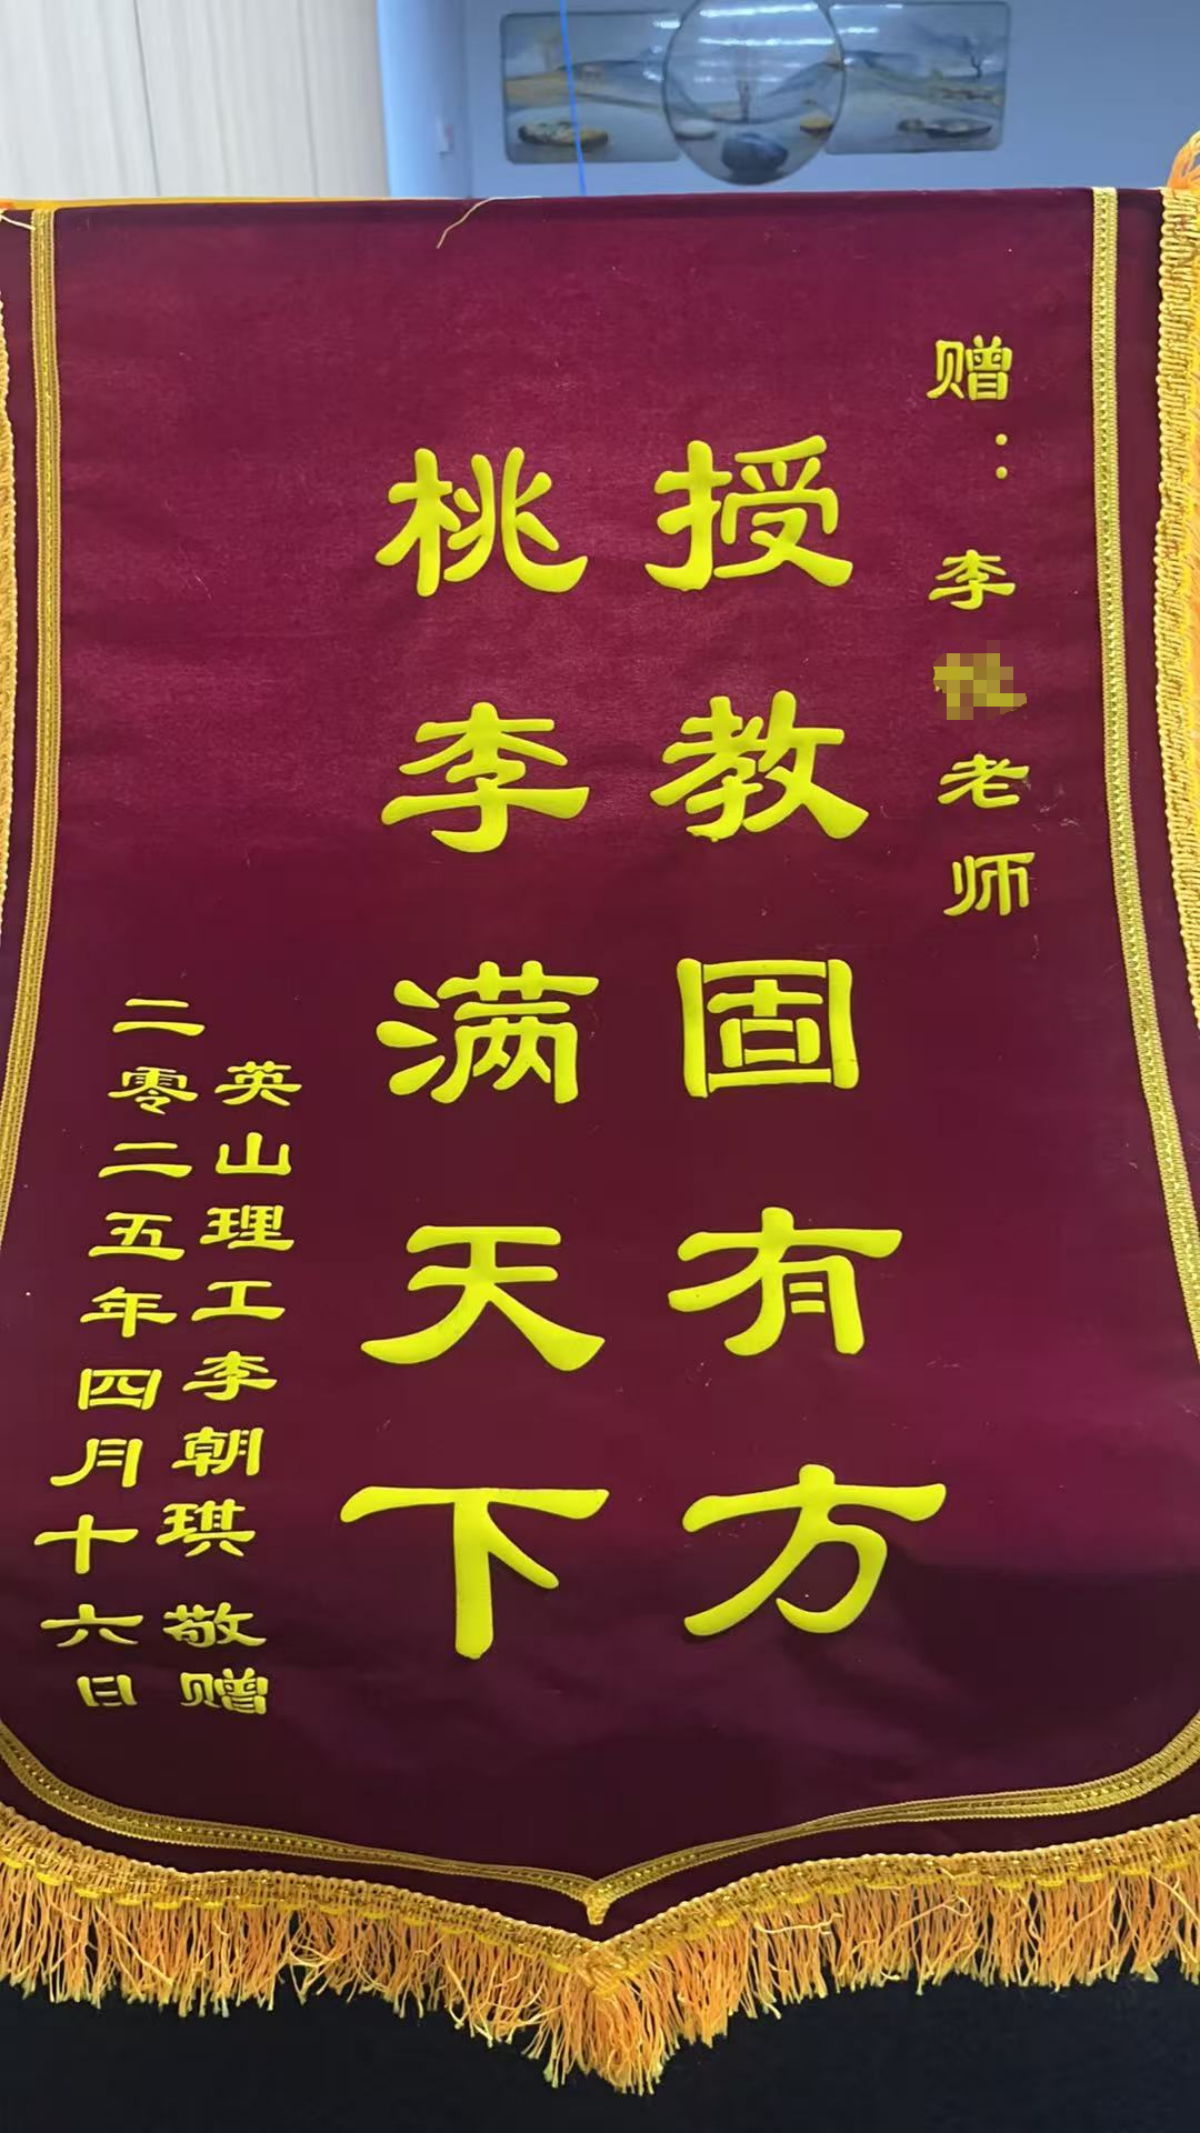 赠：李老师
授教固有方
桃李满天下
英山理工李朝琪 敬赠
二零二五年四月十六日